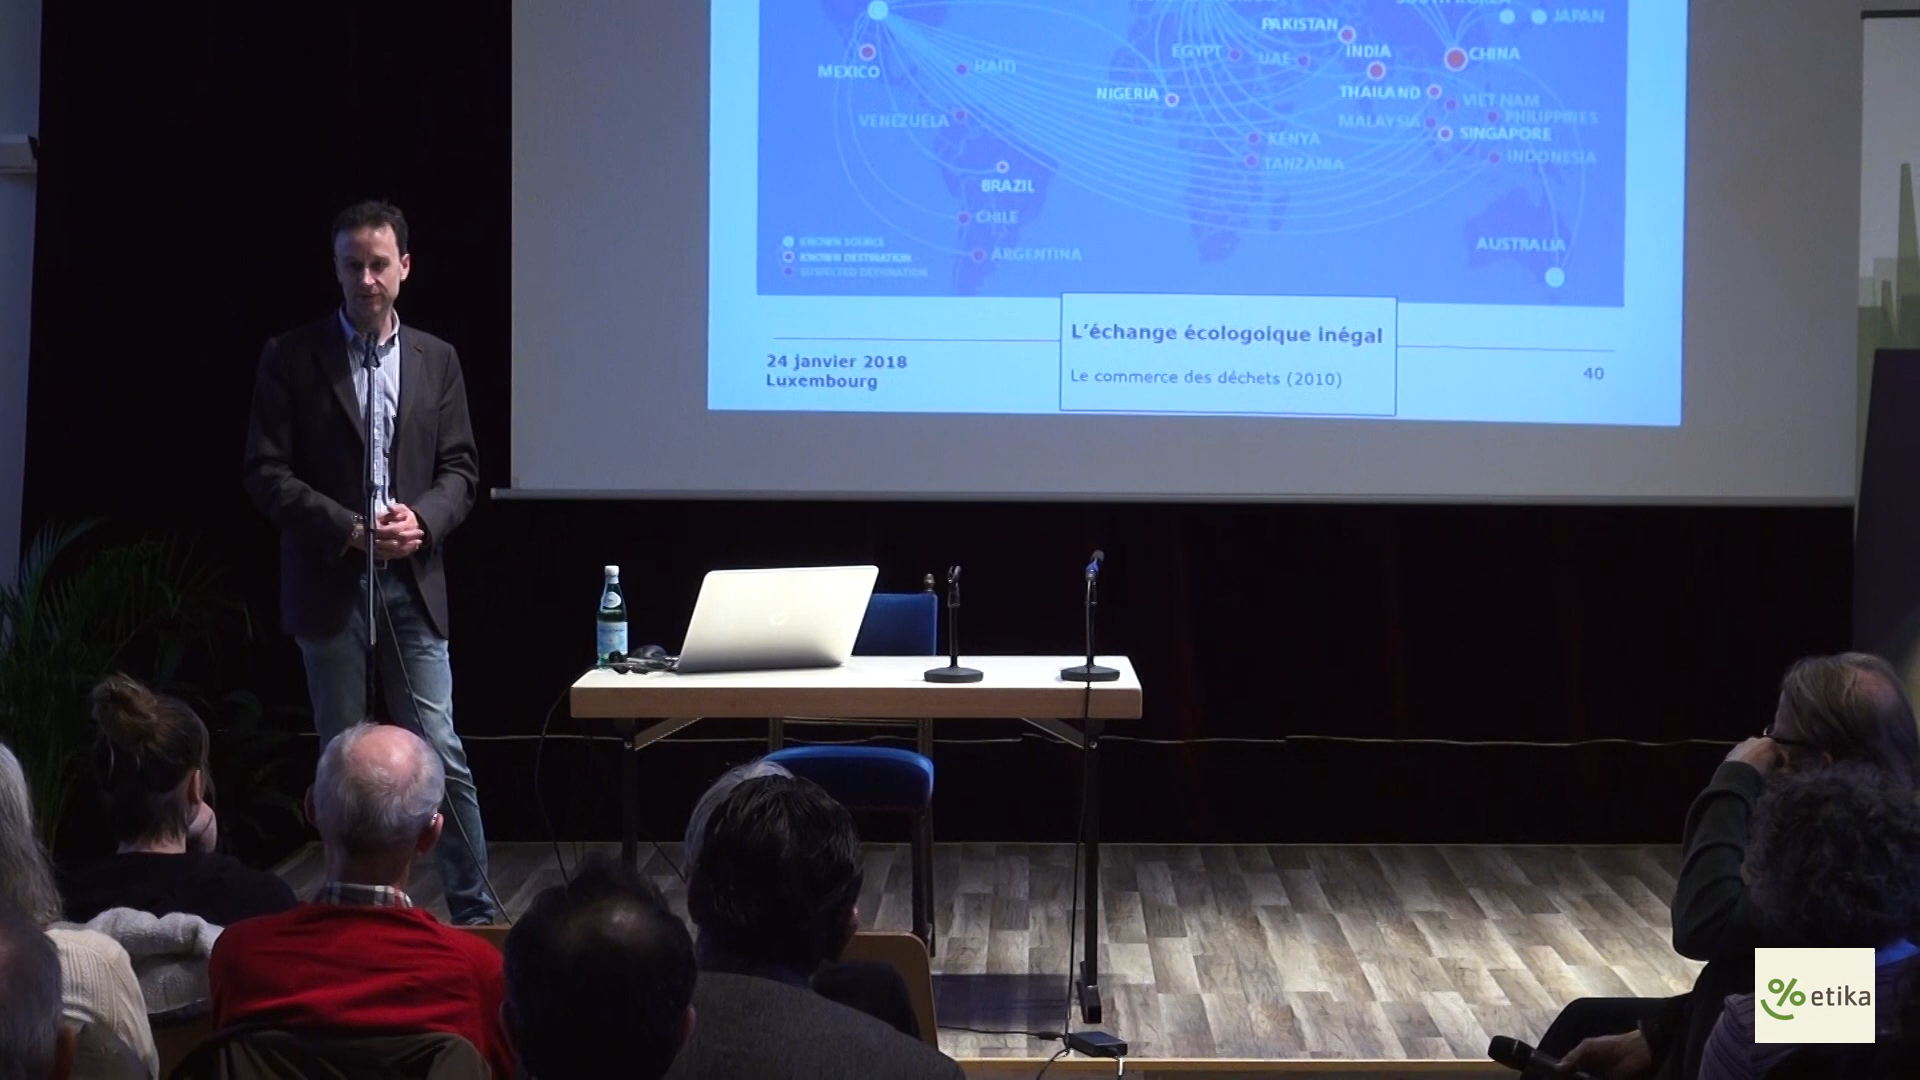 PAKISTAN
JAPAN
EGYPT
UAE
INDIA
CHINA
MEXICO
HAITI
NIGERIA
THAILAND
VIET NAM
VENEZUELA
MALAYSIA
PHILIPPINES
KENYA
SINGAPORE
TANZANIA
INDONESIA
BRAZIL
CHILE
ARGENTINA
AUSTRALIA
KNOWN SOURCE
KNOWN DESTINATION
SUSPECTED DESTINATION
L'échange écologoique inégal
24 janvier 2018
Luxembourg
Le commerce des déchets (2010)
40
% etika